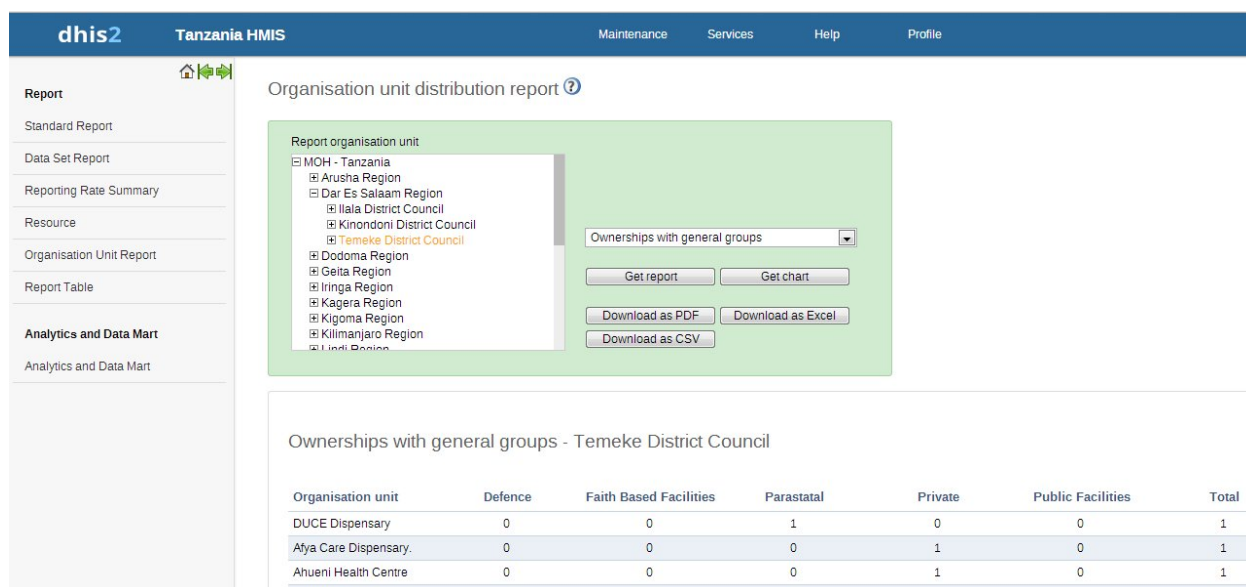 dhis2 Tanzania HMIS Maintenance Services Help Profile
Report
Standard Report
Data Set Report
Reporting Rate Summary
Resource
Organisation Unit Report
Report Table
Analytics and Data Mart
Analytics and Data Mart
Organisation unit distribution report ?
Report organisation unit
MOH - Tanzania
Arusha Region
Dar Es Salaam Region
Ilala District Council
Kinondoni District Council
Temeke District Council
Dodoma Region
Geita Region
Iringa Region
Kagera Region
Kigoma Region
Kilimanjaro Region
Lindi Region
Ownerships with general groups
Get report Get chart
Download as PDF Download as Excel
Download as CSV
Ownerships with general groups - Temeke District Council
Organisation unit Defence Faith Based Facilities Parastatal Private Public Facilities Total
DUCE Dispensary 0 0 1 0 0 1
Afya Care Dispensary. 0 0 0 1 0 1
Ahueni Health Centre 0 0 0 1 0 1